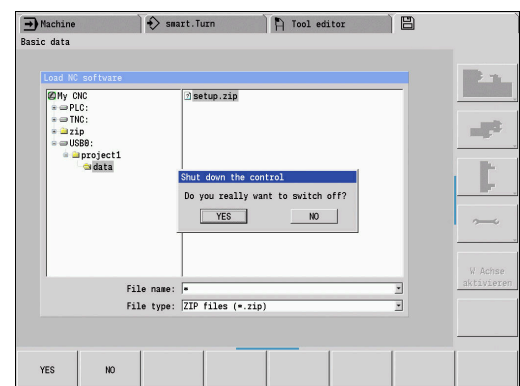 Machine smart.Turn Tool editor
Basic data
Load NC software
My CNC
PLC:
TNC:
zip
USB0:
project1
data
setup.zip
Shut down the control
Do you really want to switch off?
YES NO
File name: *
File type: ZIP files (*.zip)
W Achse
aktivieren
YES NO